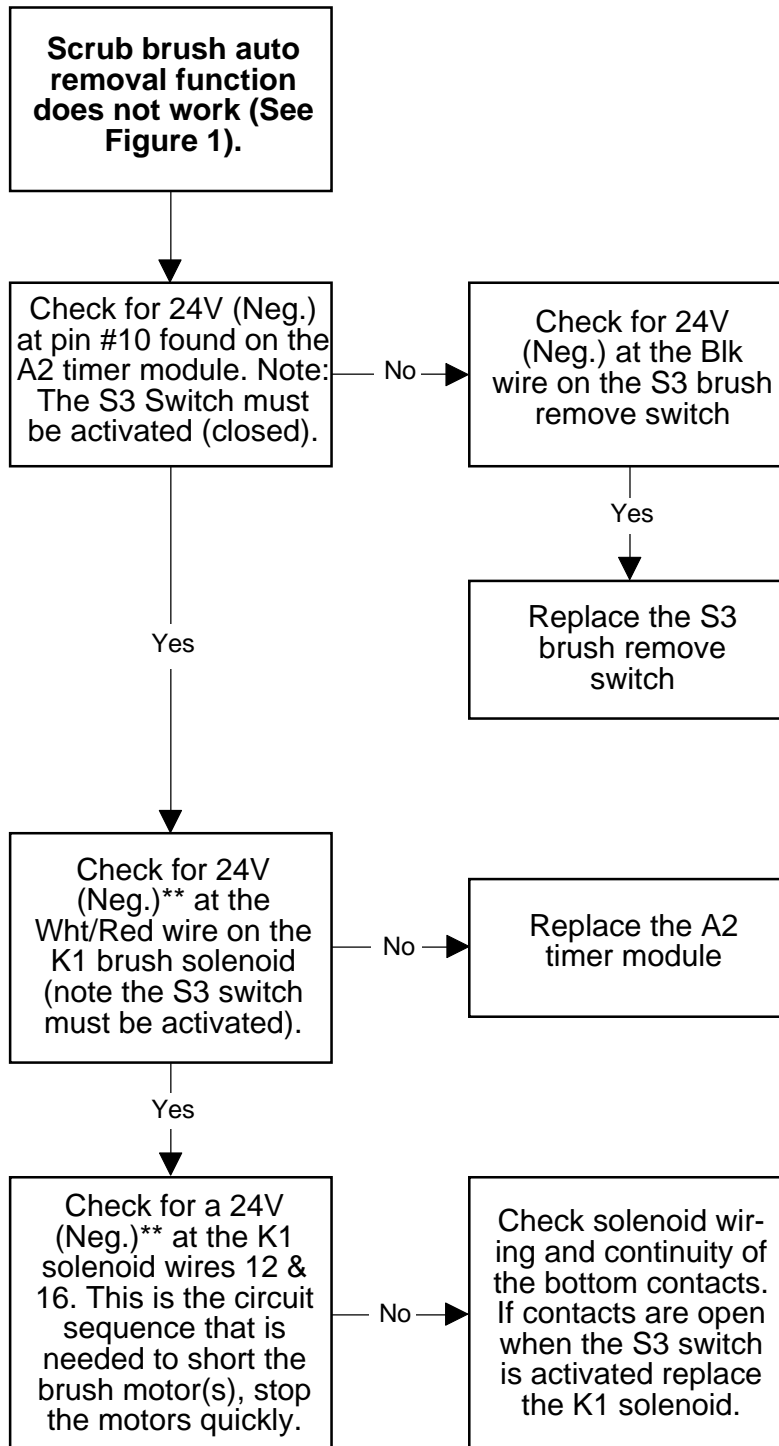 Scrub brush auto
removal function
does not work (See
Figure 1).
Check for 24V (Neg.)
at pin #10 found on the
A2 timer module. Note:
The S3 Switch must
be activated (closed).
No
Check for 24V
(Neg.) at the Blk
wire on the S3 brush
remove switch
Yes
Replace the S3
brush remove
switch
Yes
Check for 24V
(Neg.)** at the
Wht/Red wire on the
K1 brush solenoid
(note the S3 switch
must be activated).
No
Replace the A2
timer module
Yes
Check for a 24V
(Neg.)** at the K1
solenoid wires 12 &
16. This is the circuit
sequence that is
needed to short the
brush motor(s), stop
the motors quickly.
No
Check solenoid wir-
ing and continuity of
the bottom contacts.
If contacts are open
when the S3 switch
is activated replace
the K1 solenoid.